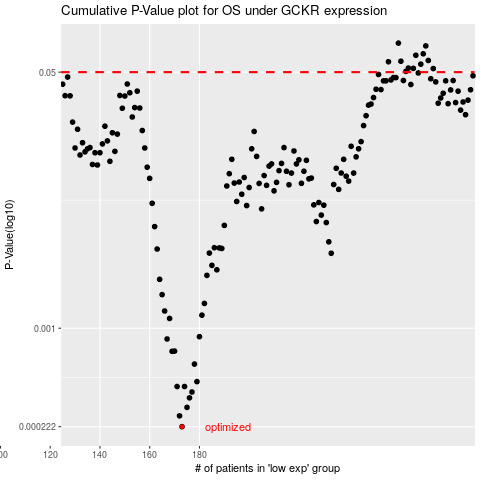 Cumulative P-Value plot for OS under GCKR expression
0.05
P-Value(log10)
0.001
0.000222
optimized
00 120 140 160 180
# of patients in 'low exp' group